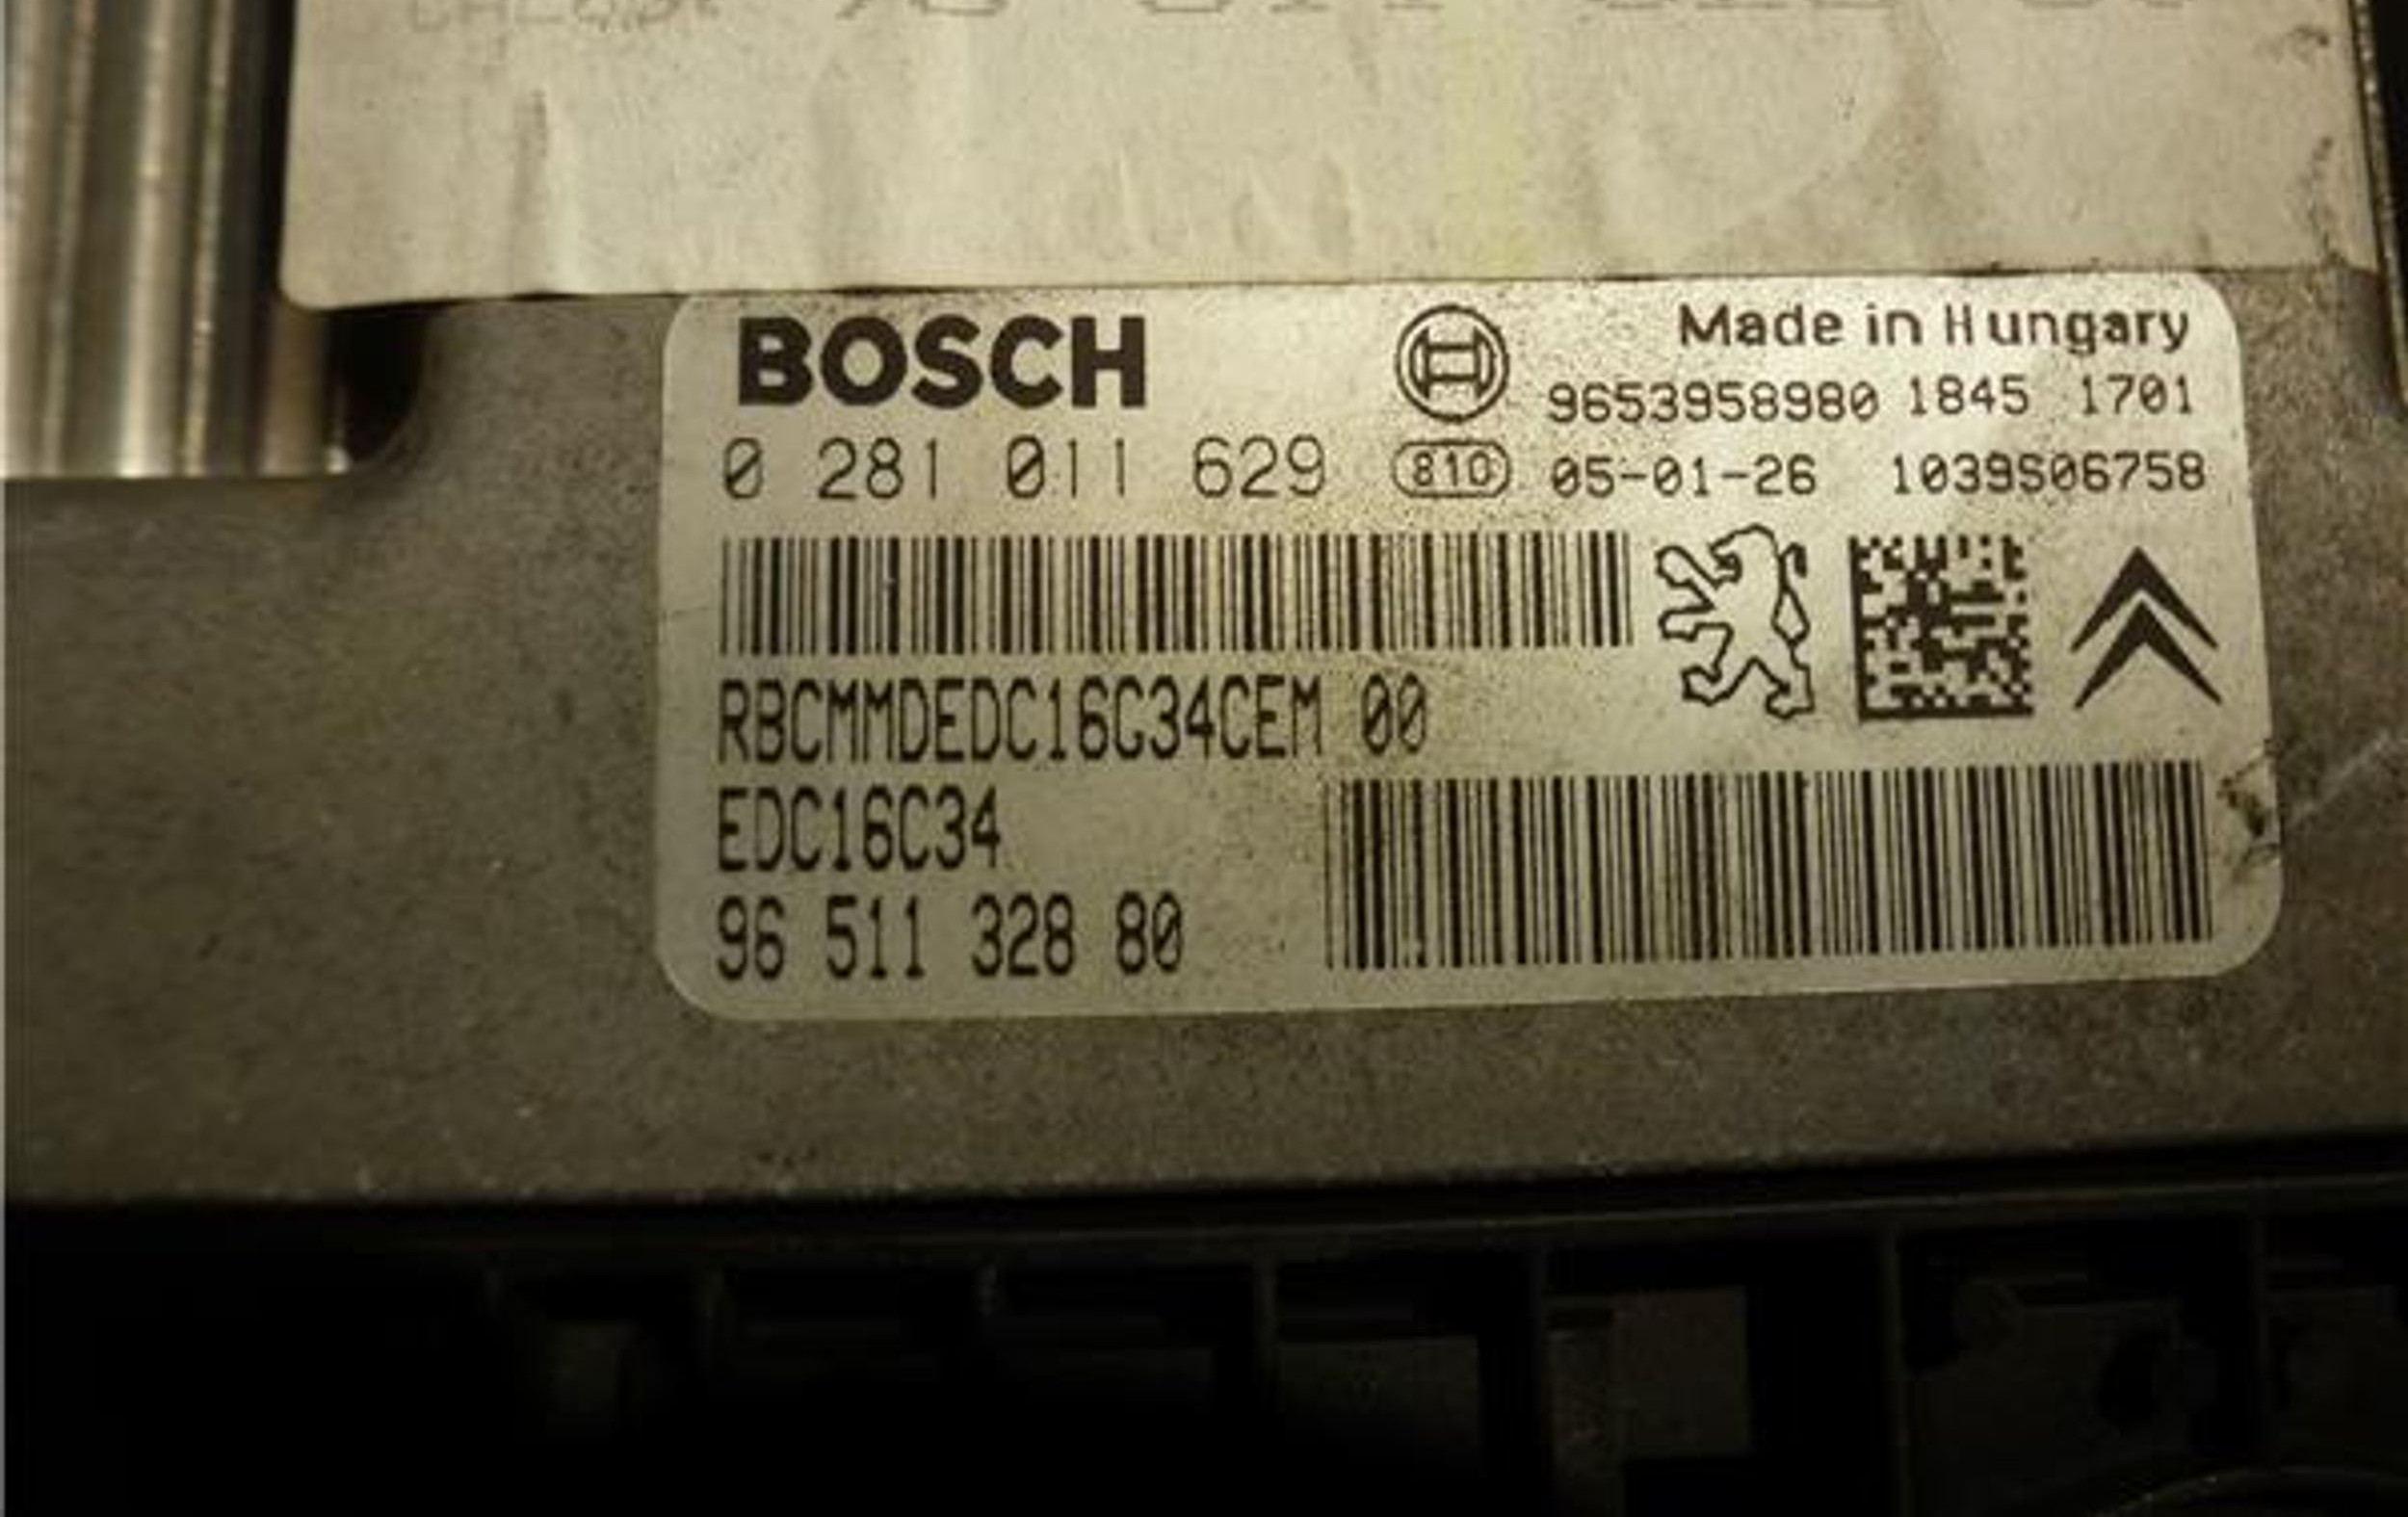 BOSCH
Made in Hungary
9653958980 1845 1701
0 281 011 629
810
05-01-26 1039S06758
RBCMMDEDC16C34CEM 00
EDC16C34
96 511 328 80